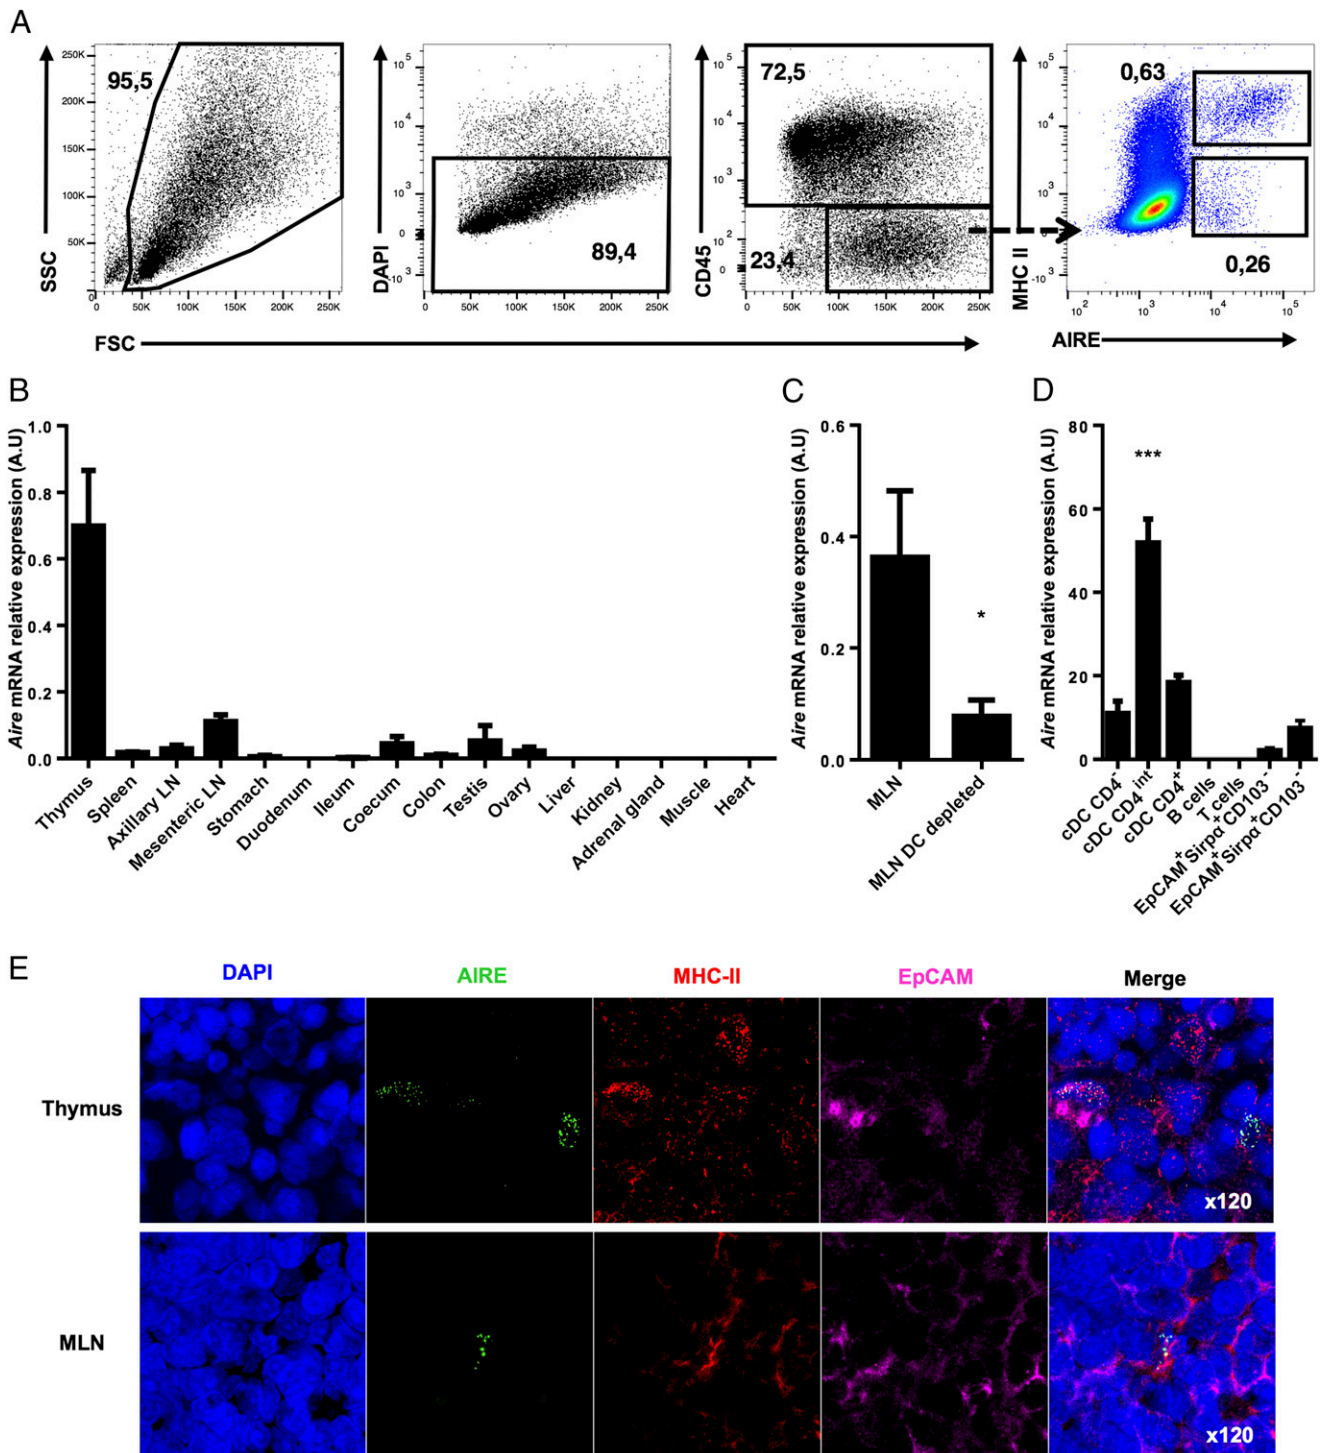 A
SSC
250K
200K
150K
100K
50K
0
95,5
0 50K 100K 150K 200K 250K
DAPI
10^5
10^4
10^3
0
-10^3
89,4
0 50K 100K 150K 200K 250K
CD45
10^5
10^4
10^3
10^2
0
72,5
23,4
0 50K 100K 150K 200K 250K
FSC
MHC II
10^5
10^4
10^3
0
-10^3
0,63
0,26
10^2 10^3 10^4 10^5
AIRE
B
Aire mRNA relative expression (A.U)
1.0
0.8
0.6
0.4
0.2
0.0
Thymus
Spleen
Axillary LN
Mesenteric LN
Stomach
Duodenum
Ileum
Coecum
Colon
Testis
Ovary
Liver
Kidney
Adrenal gland
Muscle
Heart
C
Aire mRNA relative expression (A.U)
0.6
0.4
0.2
0.0
*
MLN
MLN DC depleted
D
Aire mRNA relative expression (A.U)
80
60
40
20
0
***
cDC CD4-
cDC CD4int
cDC CD4+
B cells
T cells
EpCAM+Sirpα+CD103-
EpCAM+Sirpα+CD103-
E
DAPI AIRE MHC-II EpCAM Merge
Thymus
x120
MLN
x120